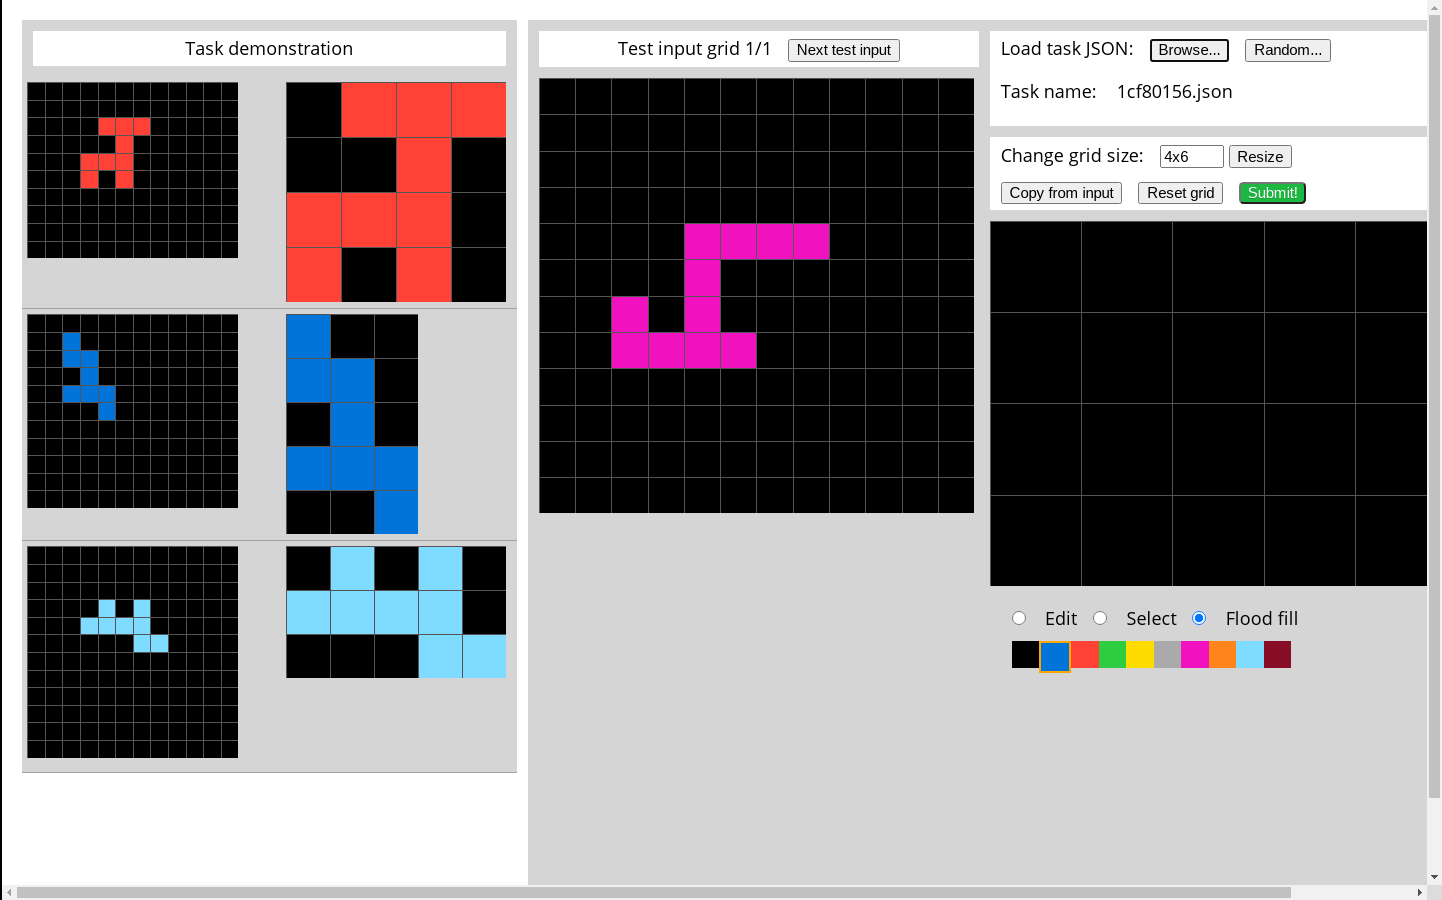 Task demonstration
Test input grid 1/1 Next test input
Load task JSON: Browse... Random...
Task name: 1cf80156.json
Change grid size: 4x6 Resize
Copy from input Reset grid Submit!
Edit Select Flood fill